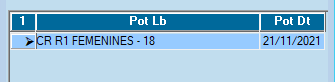 1 Pot Lb Pot Dt
CR R1 FEMENINES - 18 21/11/2021